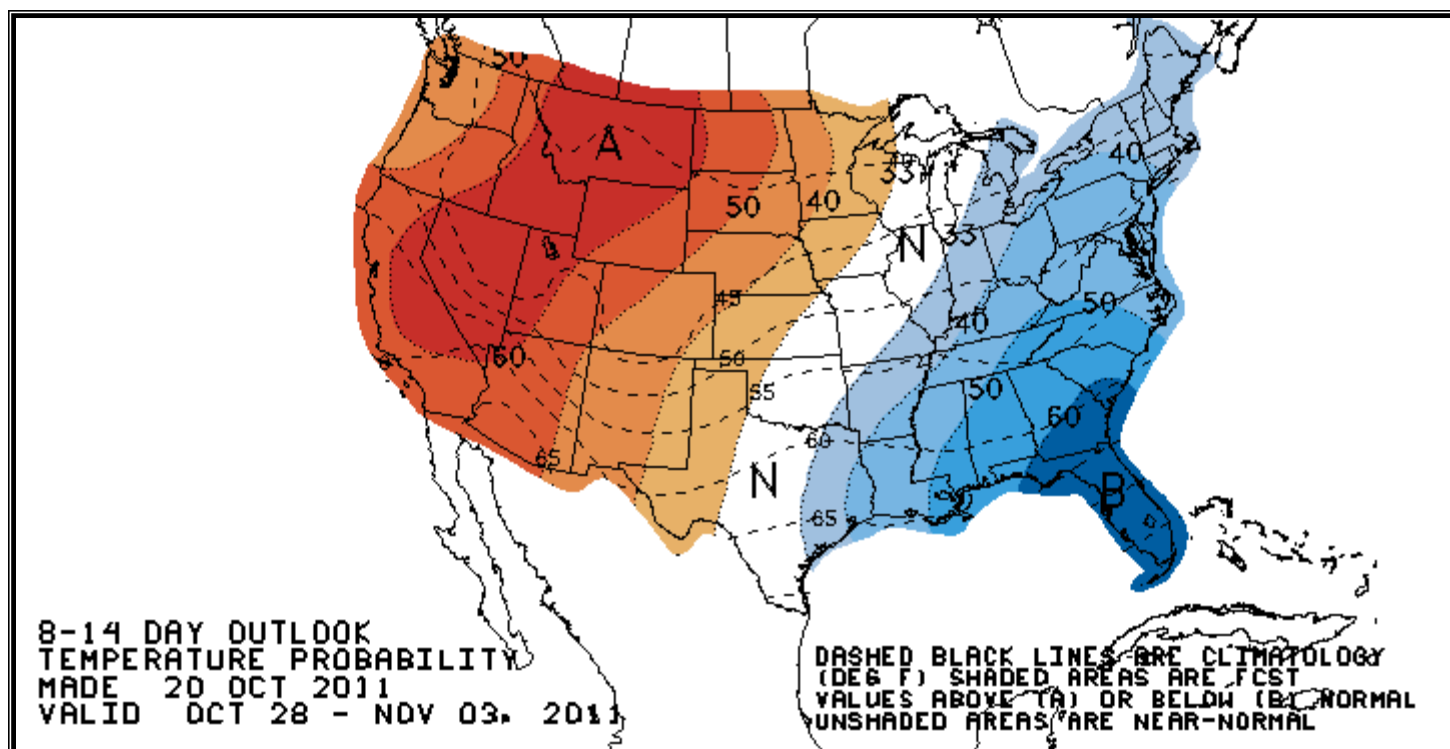 50
A
50
40
33
N
33
40
45
50
55
60
65
N
65
60
40
50
50
60
B
8-14 DAY OUTLOOK
TEMPERATURE PROBABILITY
MADE 20 OCT 2011
VALID OCT 28 - NOV 03, 2011
DASHED BLACK LINES ARE CLIMATOLOGY
(DEG F) SHADED AREAS ARE FCST
VALUES ABOVE (A) OR BELOW (B) NORMAL
UNSHADED AREAS ARE NEAR-NORMAL